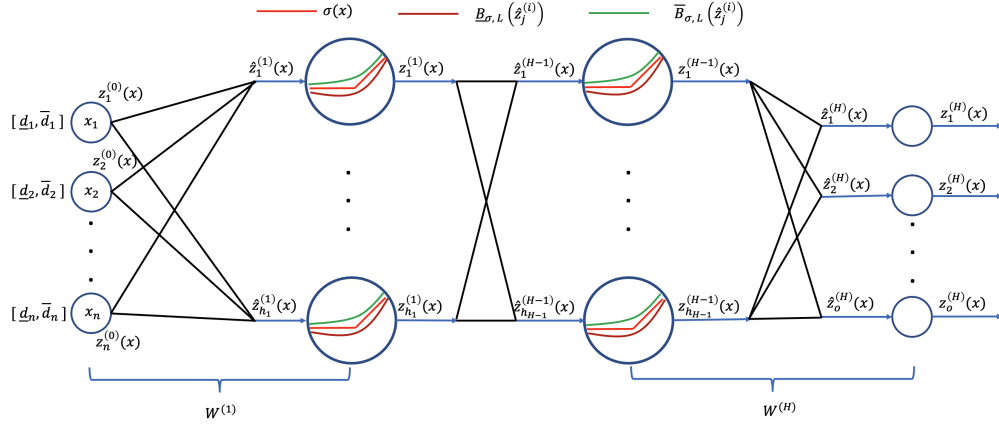 σ(x) B̲_{σ,L}(ẑ_j^{(i)}) B̅_{σ,L}(ẑ_j^{(i)})
ẑ_1^{(1)}(x) z_1^{(1)}(x) ẑ_1^{(H−1)}(x) z_1^{(H−1)}(x)
z_1^{(0)}(x)
[d̲_1, d̅_1] x_1 ẑ_1^{(H)}(x) z_1^{(H)}(x)
z_2^{(0)}(x)
[d̲_2, d̅_2] x_2 ẑ_2^{(H)}(x) z_2^{(H)}(x)
ẑ_{h_1}^{(1)}(x) z_{h_1}^{(1)}(x) ẑ_{h_{H−1}}^{(H−1)}(x) z_{h_{H−1}}^{(H−1)}(x) ẑ_o^{(H)}(x) z_o^{(H)}(x)
[d̲_n, d̅_n] x_n
z_n^{(0)}(x)
W^{(1)} W^{(H)}